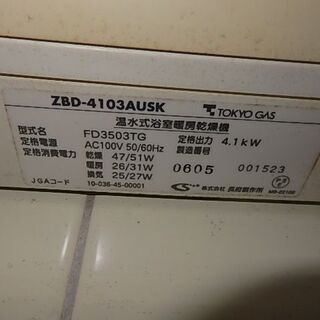 ZBD-4103AUSK TOKYO GAS
温水式浴室暖房乾燥機
型式名 FD3503TG 定格出力 4.1kW
定格電源 AC100V 50/60Hz 製造番号
定格消費電力 乾燥 47/51W 0605 001523
暖房 26/31W
換気 25/27W
JGAコード 10-036-45-00001 株式会社